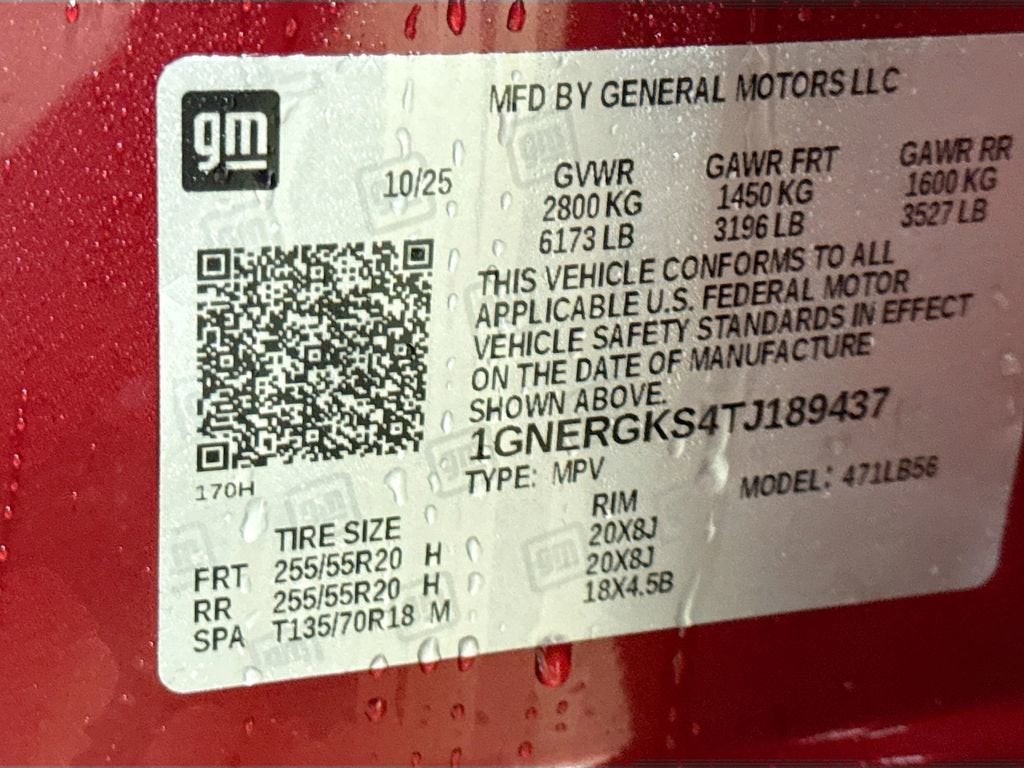 gm
MFD BY GENERAL MOTORS LLC
10/25
GVWR GAWR FRT GAWR RR
2800 KG 1450 KG 1600 KG
6173 LB 3196 LB 3527 LB
THIS VEHICLE CONFORMS TO ALL
APPLICABLE U.S. FEDERAL MOTOR
VEHICLE SAFETY STANDARDS IN EFFECT
ON THE DATE OF MANUFACTURE
SHOWN ABOVE.
1GNERGKS4TJ189437
TYPE: MPV MODEL: 471LB56
170H
TIRE SIZE RIM
FRT 255/55R20 H 20X8J
RR 255/55R20 H 20X8J
SPA T135/70R18 M 18X4.5B